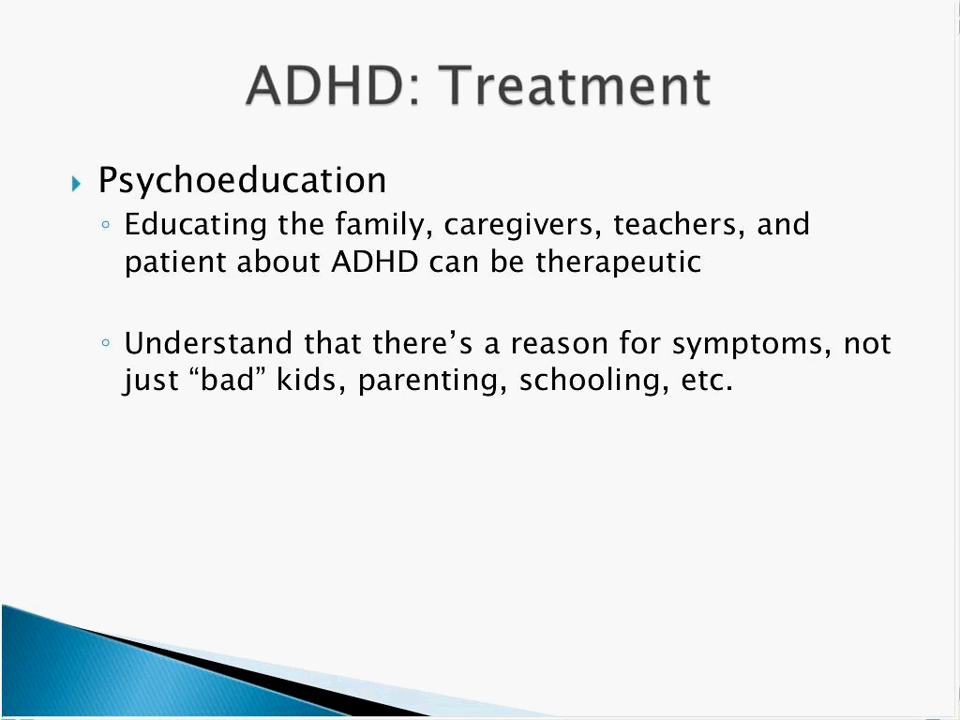 ADHD: Treatment
Psychoeducation
Educating the family, caregivers, teachers, and
patient about ADHD can be therapeutic
Understand that there’s a reason for symptoms, not
just “bad” kids, parenting, schooling, etc.